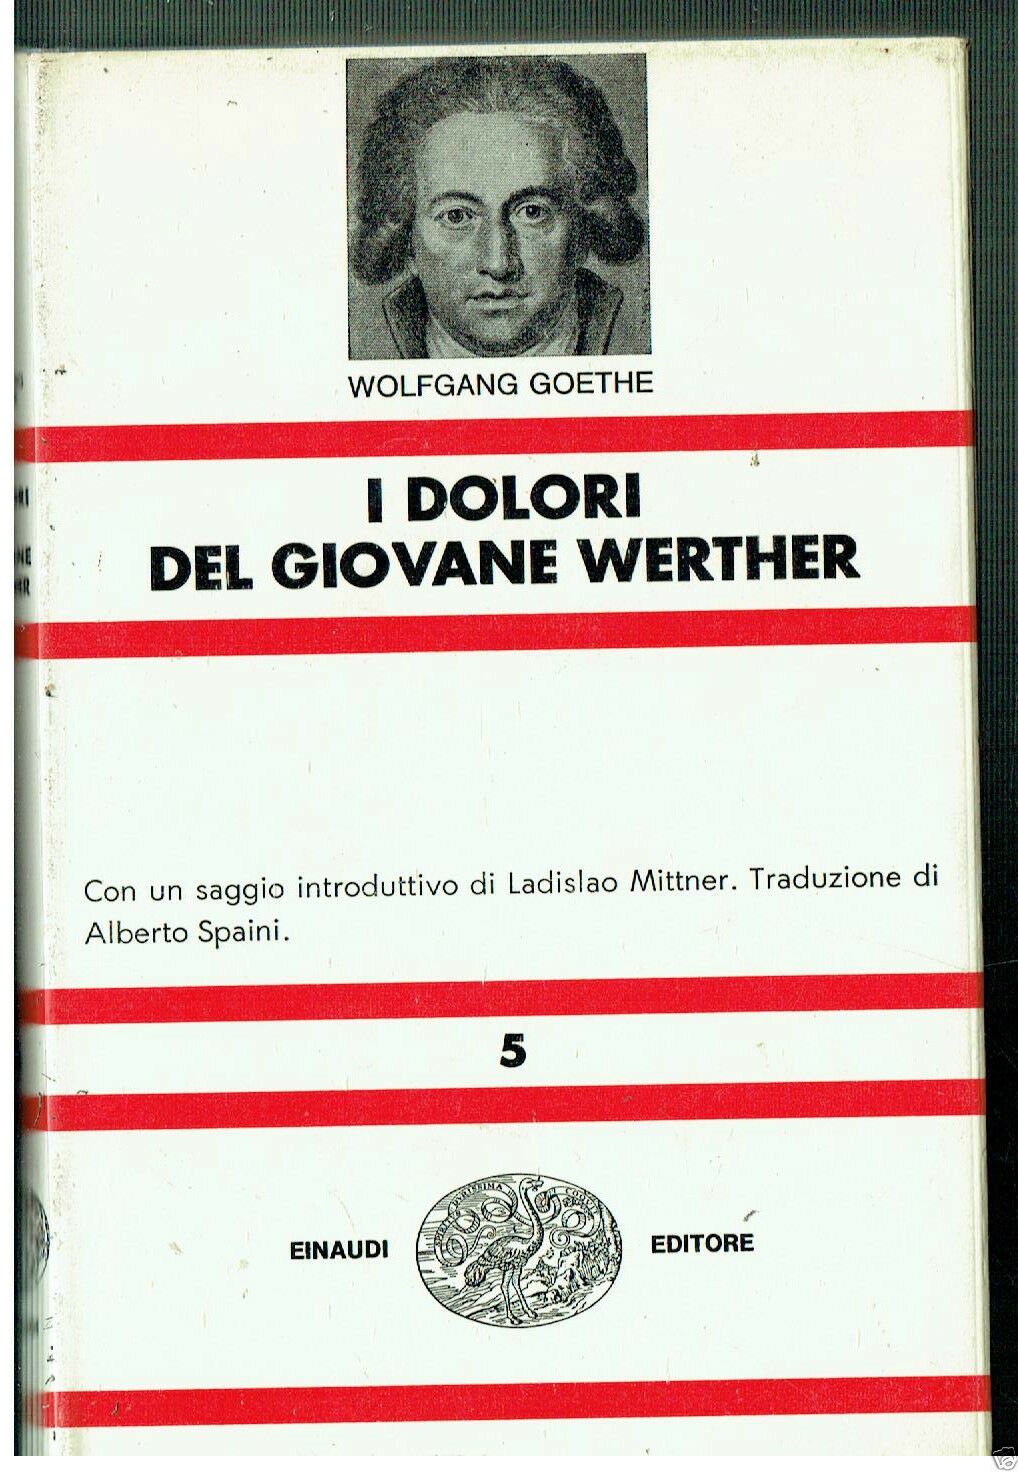 WOLFGANG GOETHE
I DOLORI
DEL GIOVANE WERTHER
Con un saggio introduttivo di Ladislao Mittner. Traduzione di
Alberto Spaini.
5
EINAUDI
EDITORE